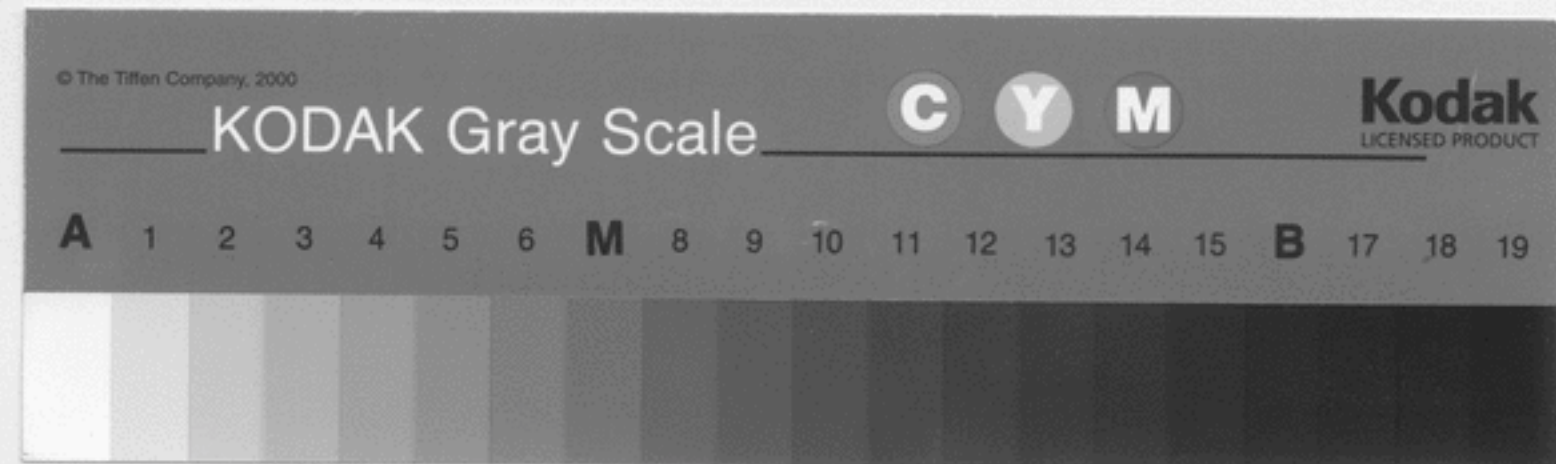 © The Tiffen Company, 2000
KODAK Gray Scale
C Y M
Kodak
LICENSED PRODUCT
A 1 2 3 4 5 6 M 8 9 10 11 12 13 14 15 B 17 18 19